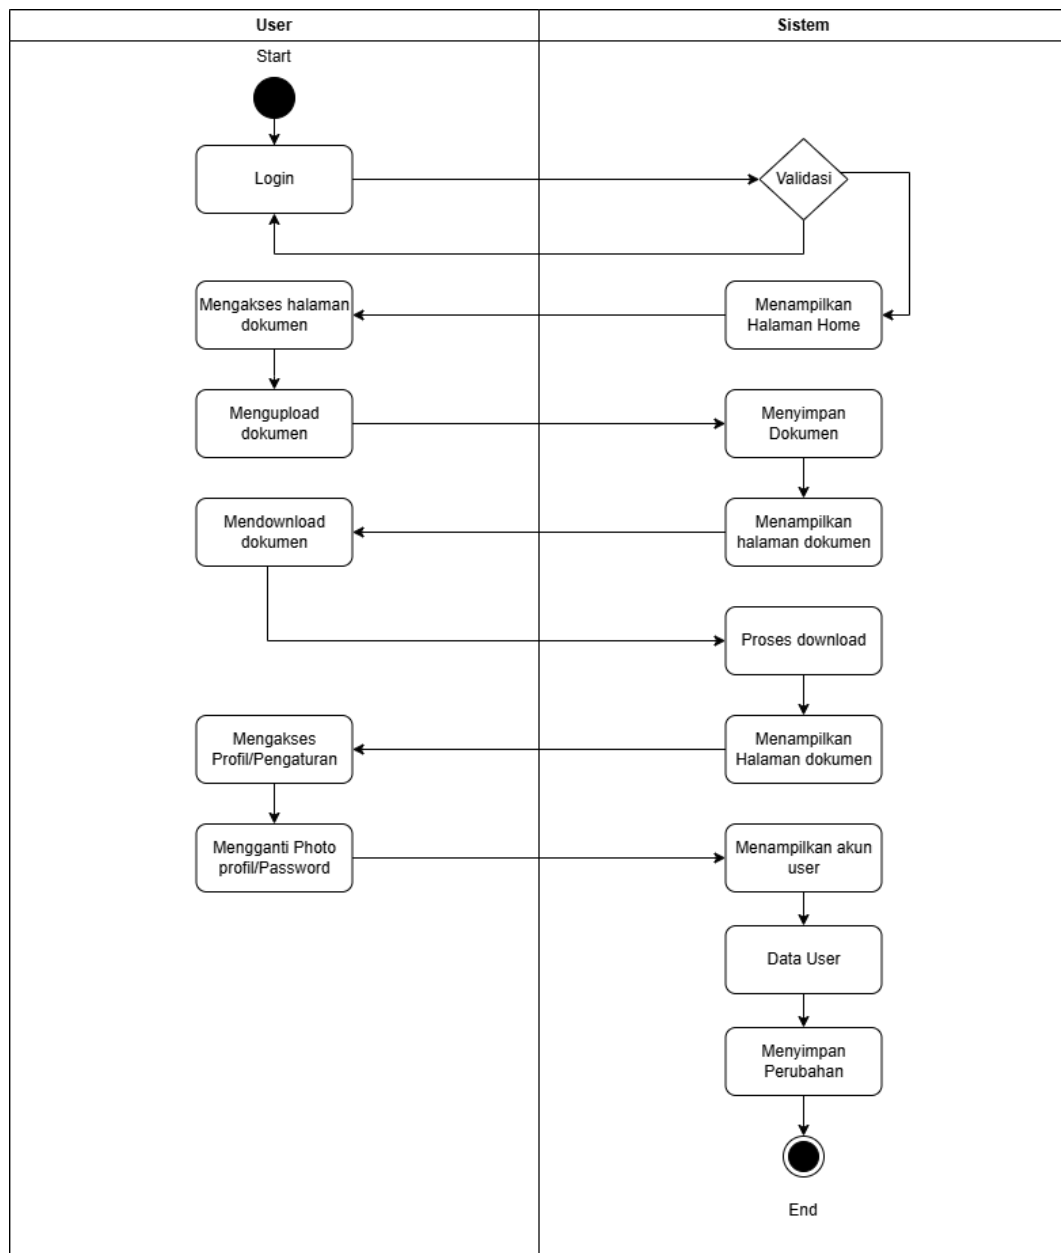 User
Sistem
Start
Login
Validasi
Mengakses halaman
dokumen
Menampilkan
Halaman Home
Mengupload
dokumen
Menyimpan
Dokumen
Mendownload
dokumen
Menampilkan
halaman dokumen
Proses download
Mengakses
Profil/Pengaturan
Menampilkan
Halaman dokumen
Mengganti Photo
profil/Password
Menampilkan akun
user
Data User
Menyimpan
Perubahan
End